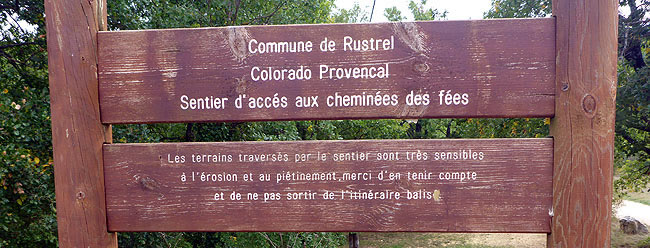 Commune de Rustrel
Colorado Provençal
Sentier d'accés aux cheminées des fées
Les terrains traversés par le sentier sont très sensibles
à l'érosion et au piétinement,merci d'en tenir compte
et de ne pas sortir de l'itinéraire balisé